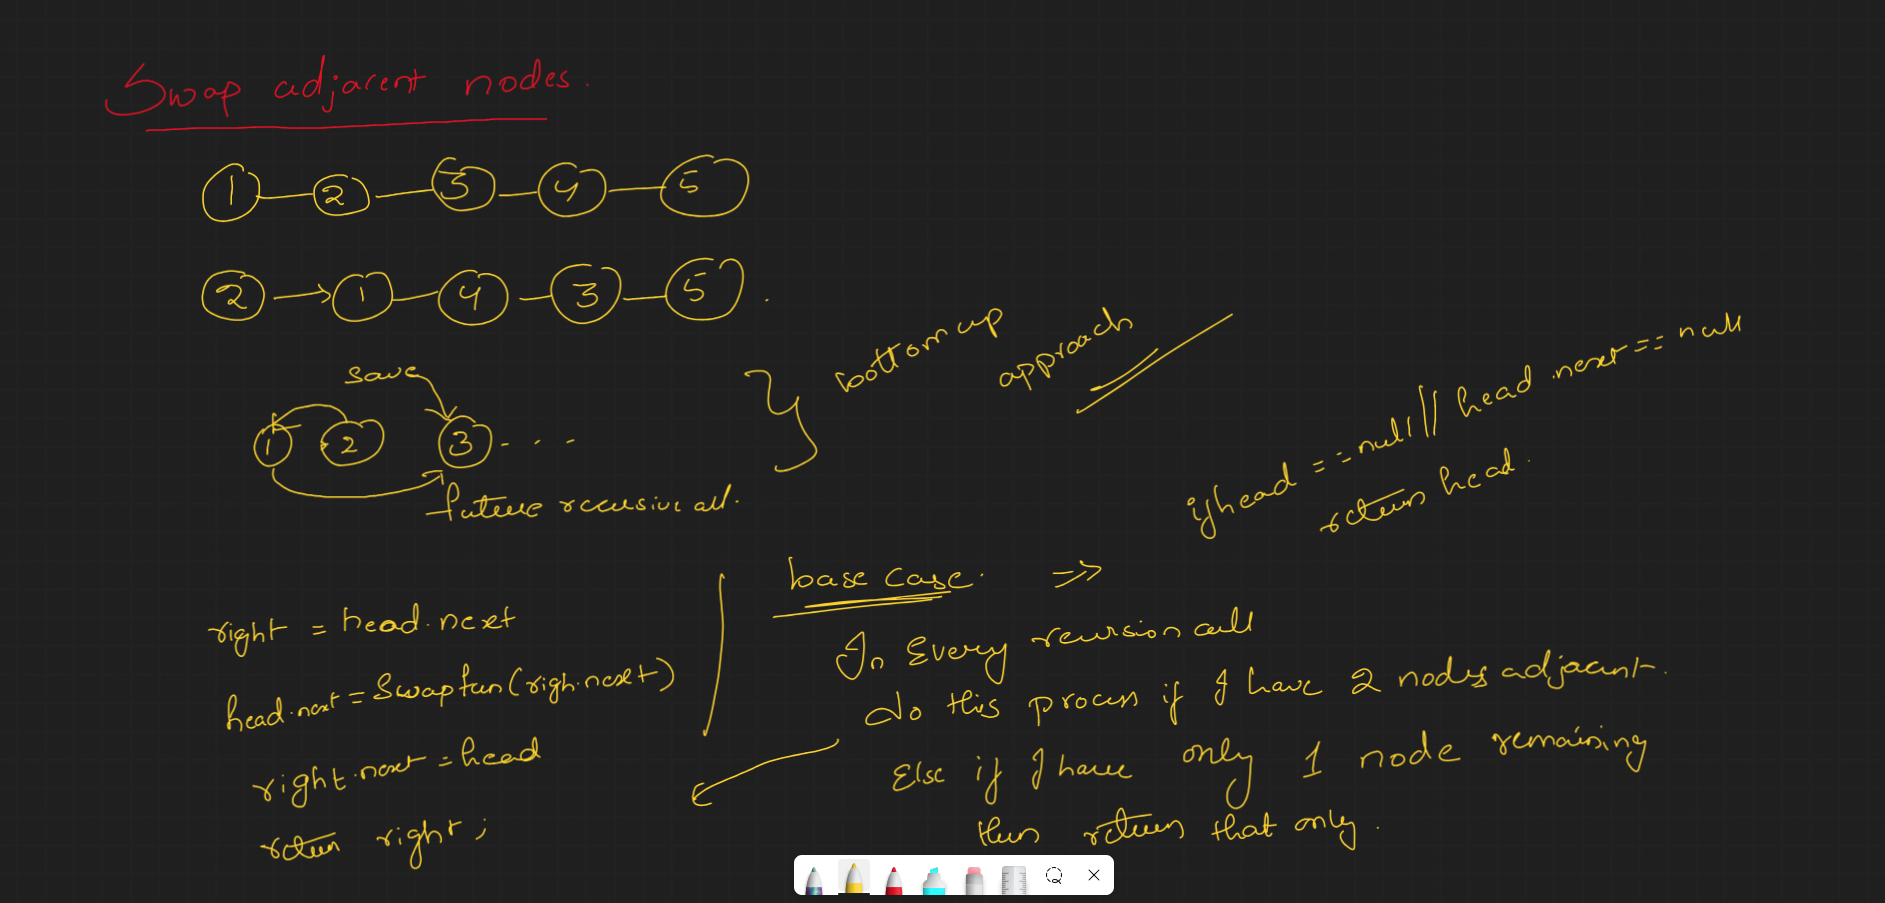 Swap adjacent nodes.
1 2 3 4 5
2 1 4 3 5 .
bottom up
approach
save
1 2 3 - - -
future recursive call.
if head == null || head.next == null
return head.
base case. =>
right = head.next
head.next = Swapfun(righ.next)
right.next = head
return right;
In Every recursion call
do this process if I have 2 nodes adjacent.
Else if I have only 1 node remaining
then return that only.